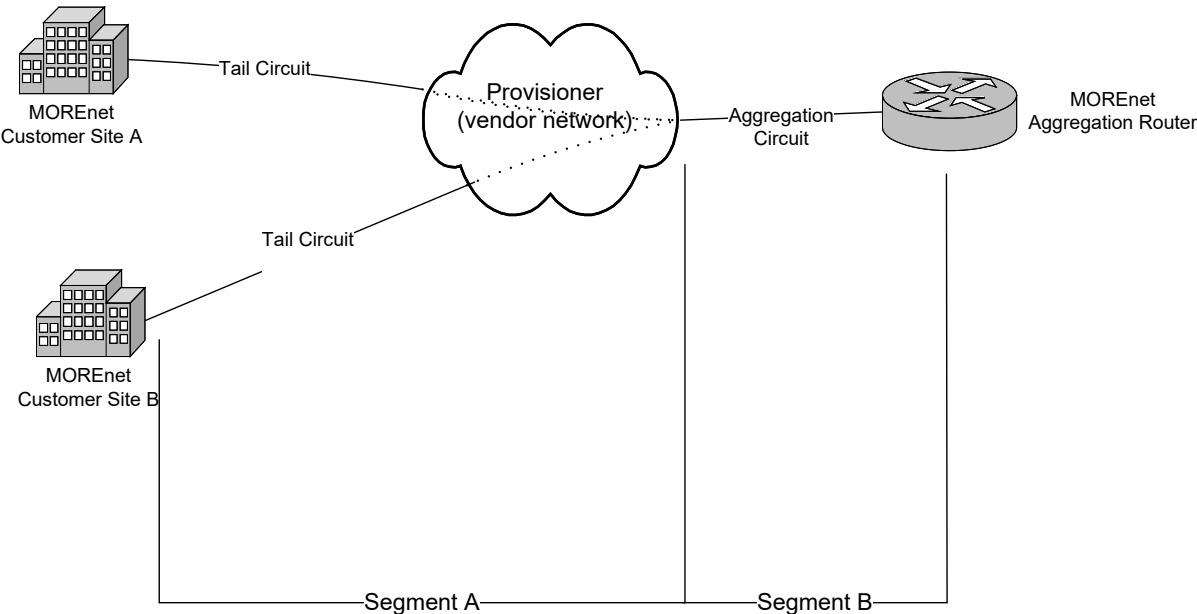 Tail Circuit
MOREnet
Customer Site A
Provisioner
(vendor network)
Aggregation
Circuit
MOREnet
Aggregation Router
Tail Circuit
MOREnet
Customer Site B
Segment A
Segment B